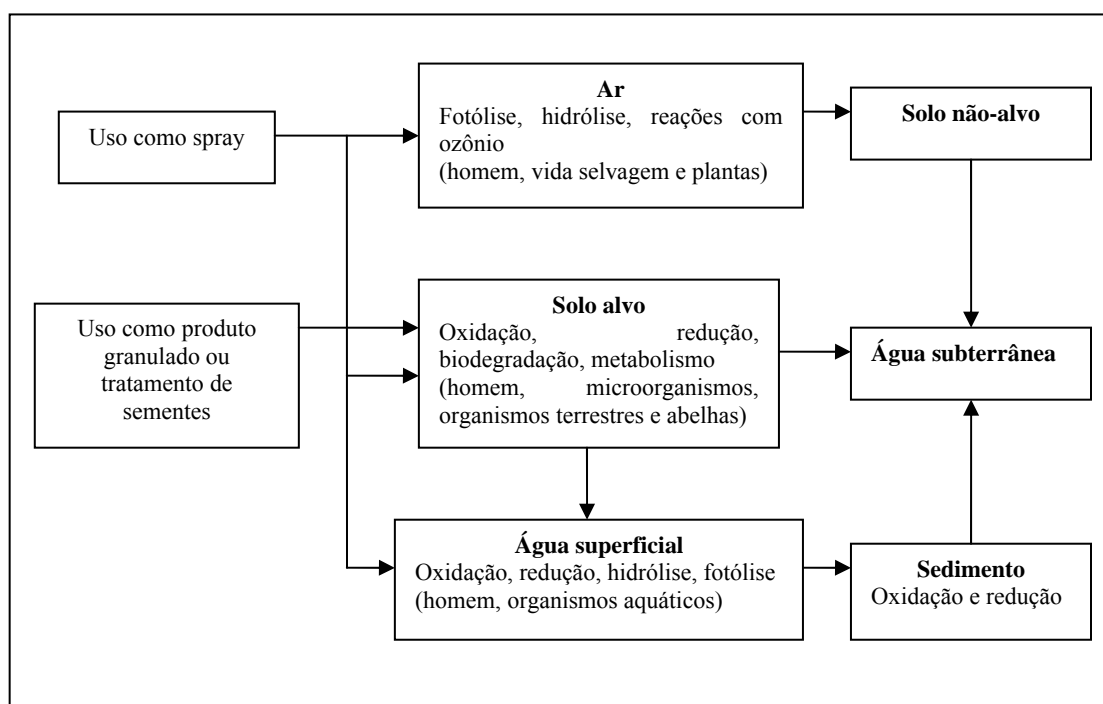 Ar
Fotólise, hidrólise, reações com
ozônio
(homem, vida selvagem e plantas)
Solo não-alvo
Uso como spray
Uso como produto
granulado ou
tratamento de
sementes
Solo alvo
Oxidação, redução,
biodegradação, metabolismo
(homem, microorganismos,
organismos terrestres e abelhas)
Água subterrânea
Água superficial
Oxidação, redução, hidrólise, fotólise
(homem, organismos aquáticos)
Sedimento
Oxidação e redução